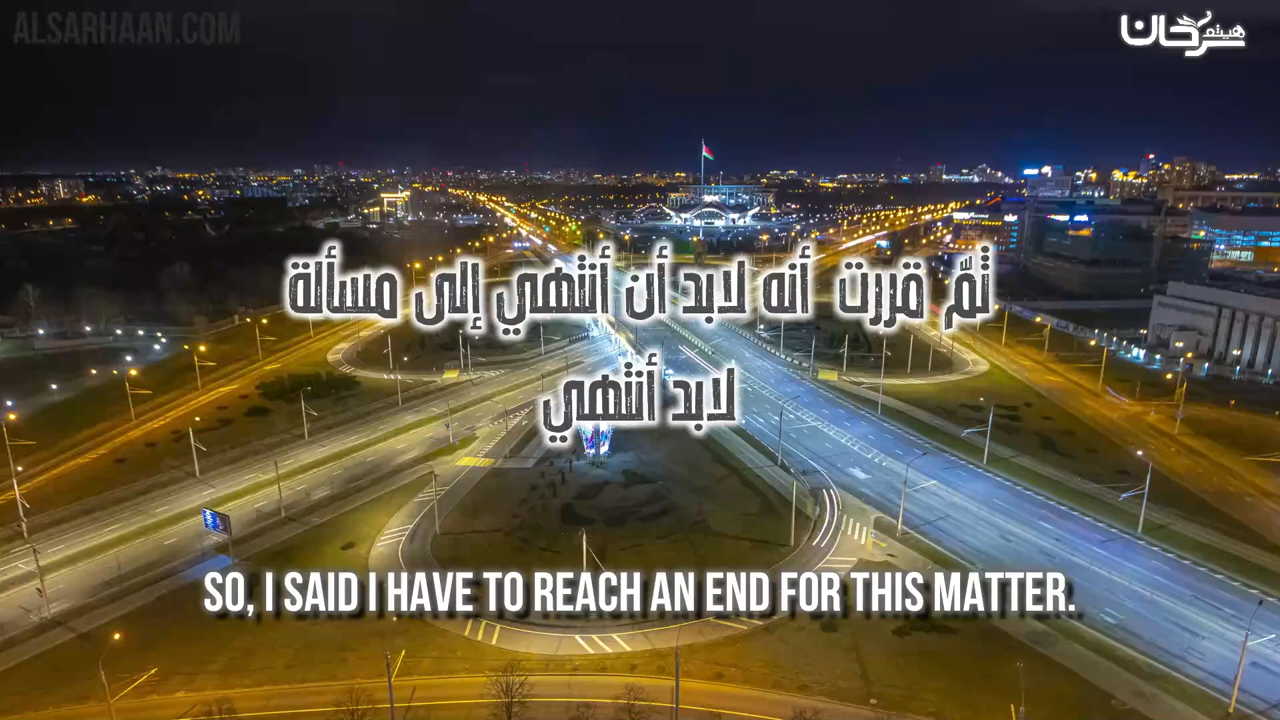 ALSARHAAN.COM
هيثم سرحان
ثمّ قررت أنه لابد أن أنتهي إلى مسألة
لابد أنتهي
SO, I SAID I HAVE TO REACH AN END FOR THIS MATTER.